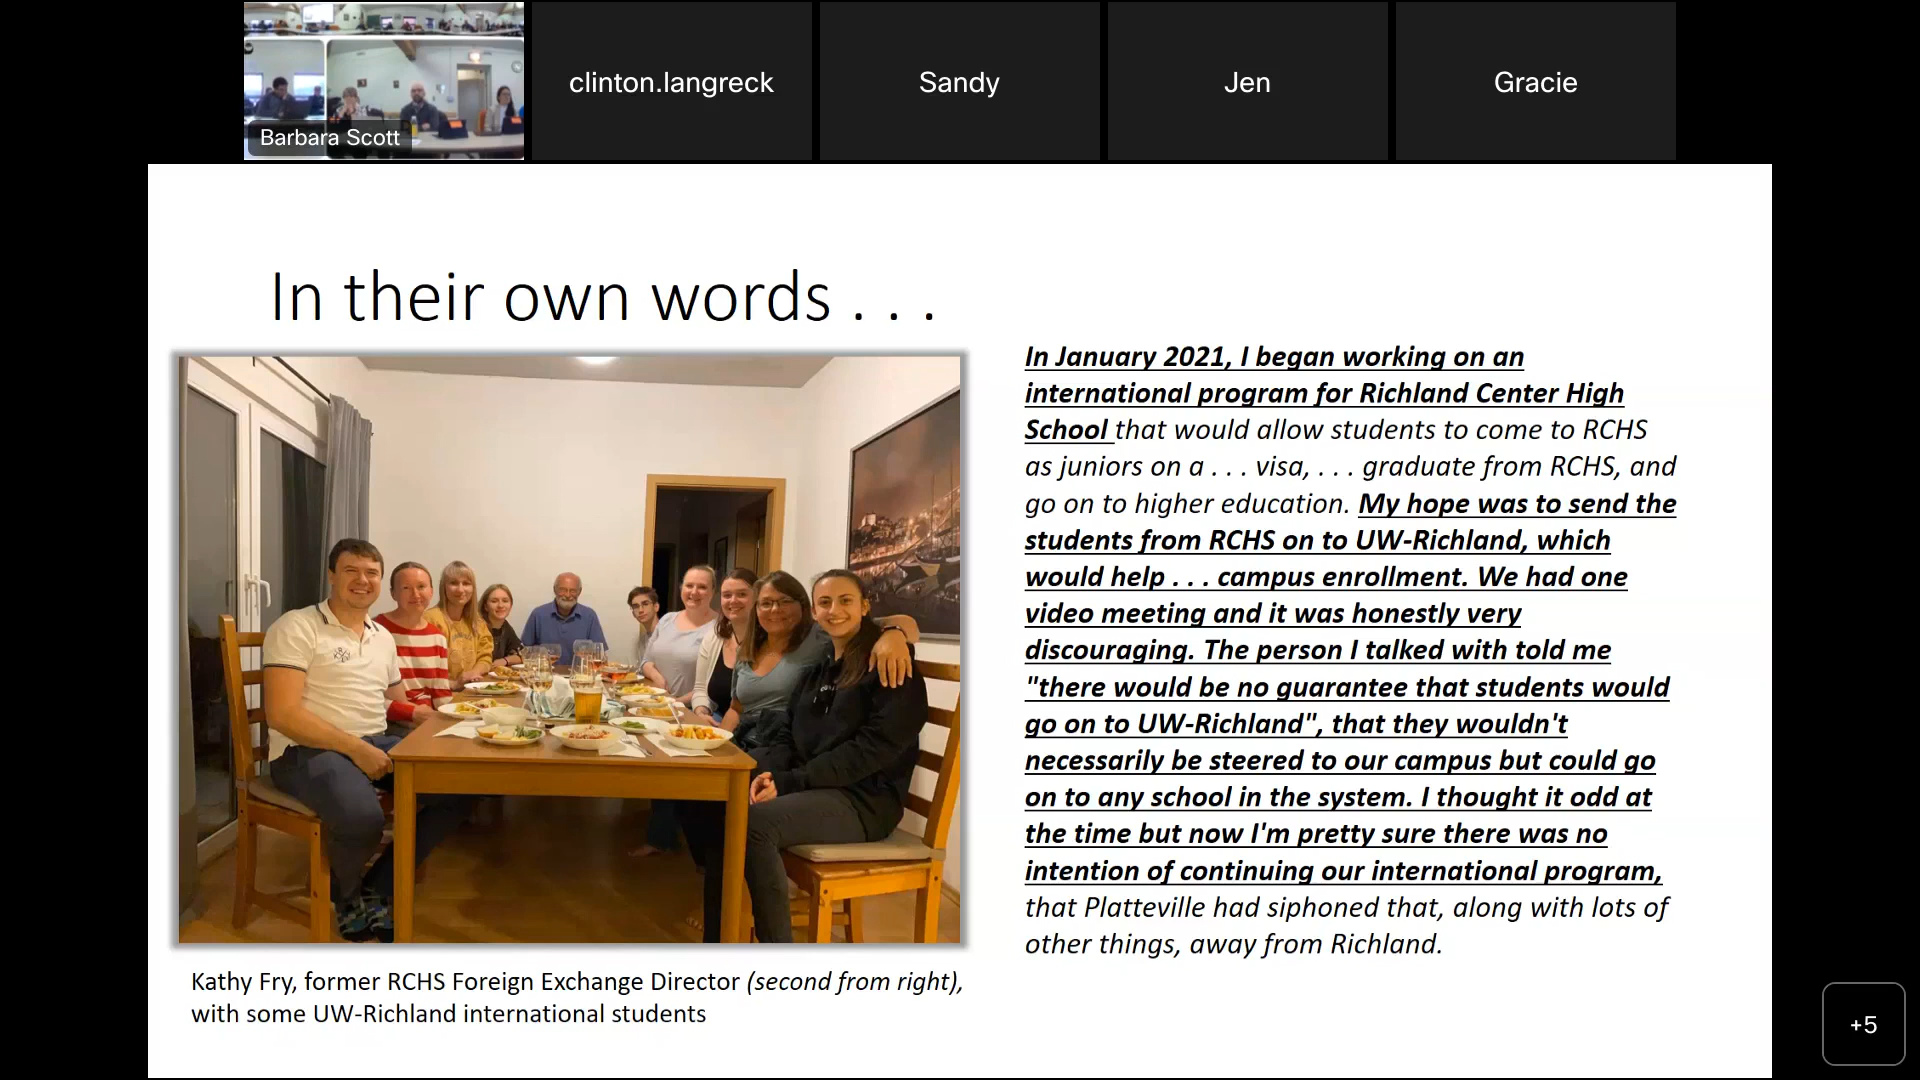 Barbara Scott
clinton.langreck
Sandy
Jen
Gracie
In their own words . . .
In January 2021, I began working on an
international program for Richland Center High
School that would allow students to come to RCHS
as juniors on a . . . visa, . . . graduate from RCHS, and
go on to higher education. My hope was to send the
students from RCHS on to UW-Richland, which
would help . . . campus enrollment. We had one
video meeting and it was honestly very
discouraging. The person I talked with told me
"there would be no guarantee that students would
go on to UW-Richland", that they wouldn't
necessarily be steered to our campus but could go
on to any school in the system. I thought it odd at
the time but now I'm pretty sure there was no
intention of continuing our international program,
that Platteville had siphoned that, along with lots of
other things, away from Richland.
Kathy Fry, former RCHS Foreign Exchange Director (second from right),
with some UW-Richland international students
+5